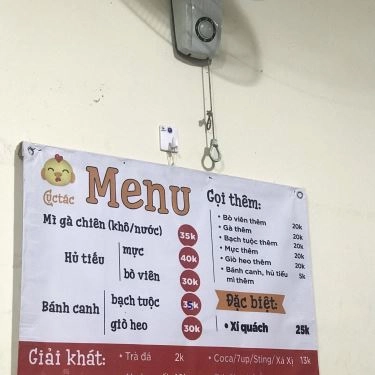 Cúctác
Menu
Mì gà chiên (khô/nước) 35k
Hủ tiếu
mực 40k
bò viên 30k
Bánh canh
bạch tuộc 35k
giò heo 30k
Gọi thêm:
• Bò viên thêm 20k
• Gà thêm 20k
• Bạch tuộc thêm 20k
• Mực thêm 20k
• Giò heo thêm 20k
• Bánh canh, hủ tiếu 5k
mì thêm
Đặc biệt:
• Xí quách 25k
Giải khát:
• Trà đá 2k
• Coca/7up/Sting/Xá Xị 13k